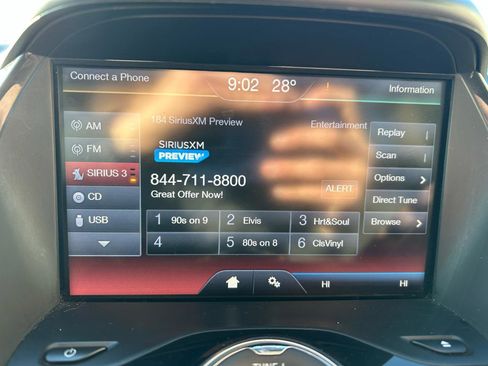 Connect a Phone
9:02 28°
Information
AM
184 SiriusXM Preview
Entertainment
Replay
FM
SIRIUSXM
PREVIEW
Scan
SIRIUS 3
844-711-8800
Options
CD
Great Offer Now!
ALERT
Direct Tune
USB
1 90s on 9
2 Elvis
3 Hrt&Soul
Browse
4
5 80s on 8
6 ClsVinyl
HI
HI
TUNE